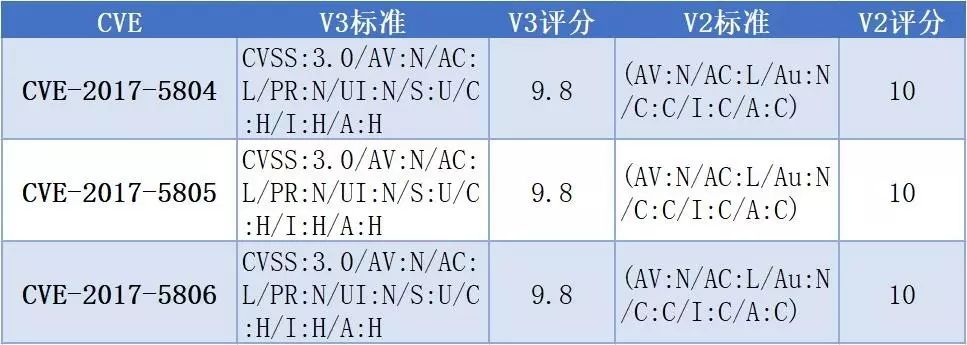 CVE V3标准 V3评分 V2标准 V2评分
CVSS:3.0/AV:N/AC:
CVE-2017-5804 L/PR:N/UI:N/S:U/C 9.8 (AV:N/AC:L/Au:N 10
:H/I:H/A:H /C:C/I:C/A:C)
CVSS:3.0/AV:N/AC:
CVE-2017-5805 L/PR:N/UI:N/S:U/C 9.8 (AV:N/AC:L/Au:N 10
:H/I:H/A:H /C:C/I:C/A:C)
CVSS:3.0/AV:N/AC:
CVE-2017-5806 L/PR:N/UI:N/S:U/C 9.8 (AV:N/AC:L/Au:N 10
:H/I:H/A:H /C:C/I:C/A:C)